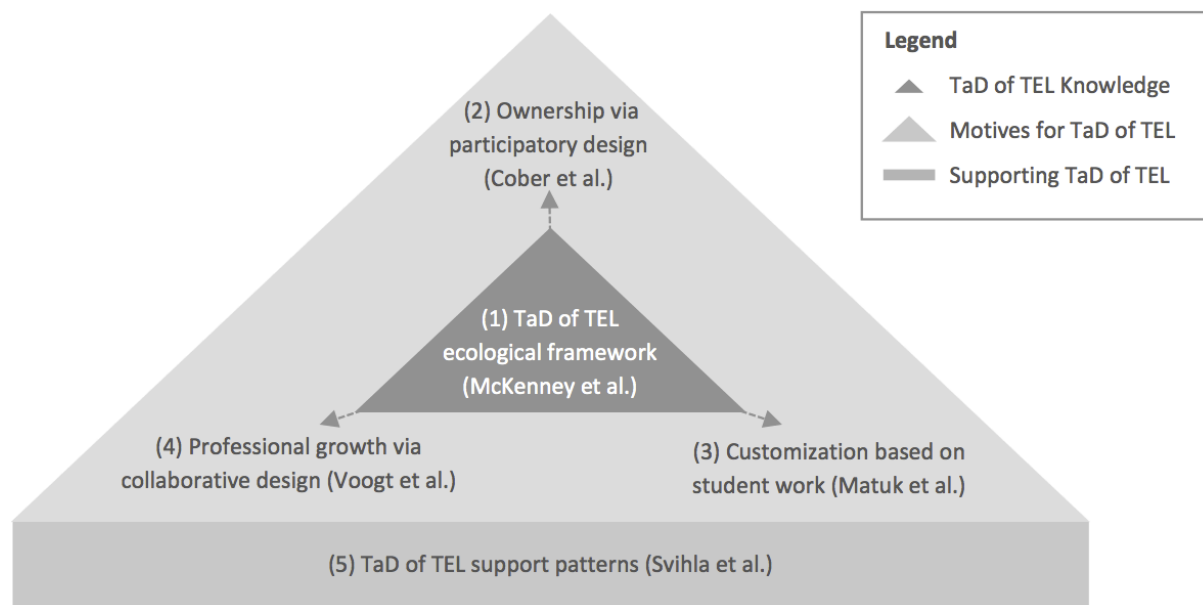 Legend
TaD of TEL Knowledge
Motives for TaD of TEL
Supporting TaD of TEL
(2) Ownership via
participatory design
(Cober et al.)
(1) TaD of TEL
ecological framework
(McKenney et al.)
(4) Professional growth via
collaborative design (Voogt et al.)
(3) Customization based on
student work (Matuk et al.)
(5) TaD of TEL support patterns (Svihla et al.)